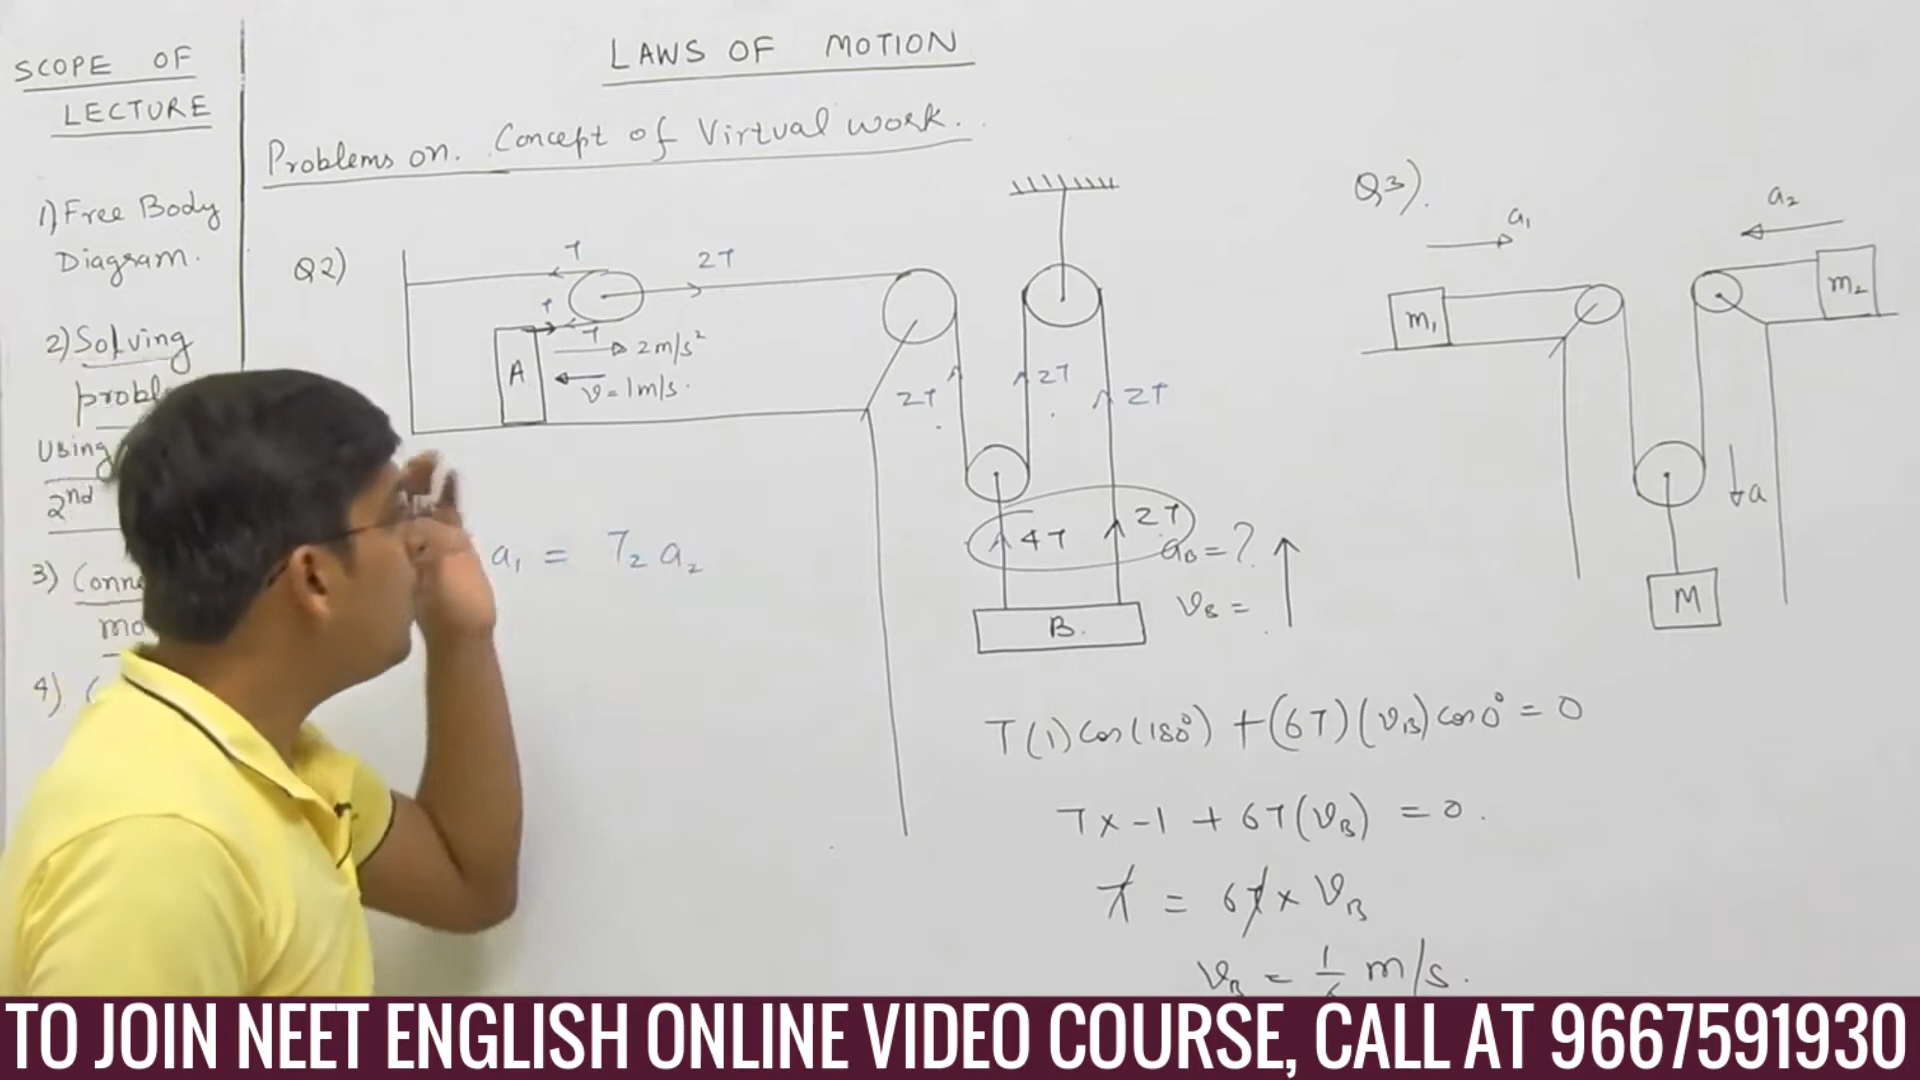 SCOPE OF
LECTURE
1) Free Body
Diagram.
2) Solving
Using
2nd
3)
4)
LAWS OF MOTION
Problems on. Concept of Virtual work.
Q2)
T
2T
T
T
A
2m/s²
v = 1m/s.
2T
2T
2T
4T
2T
aB = ?
vB =
B.
a₁ = T₂ a₂
T(1) cos(180°) + (6T)(vB) cos 0° = 0
T x -1 + 6T(vB) = 0.
T = 6T x vB
vB = 1/6 m/s.
Q3).
a₁
a₂
m₁
m₂
a
M
TO JOIN NEET ENGLISH ONLINE VIDEO COURSE, CALL AT 9667591930